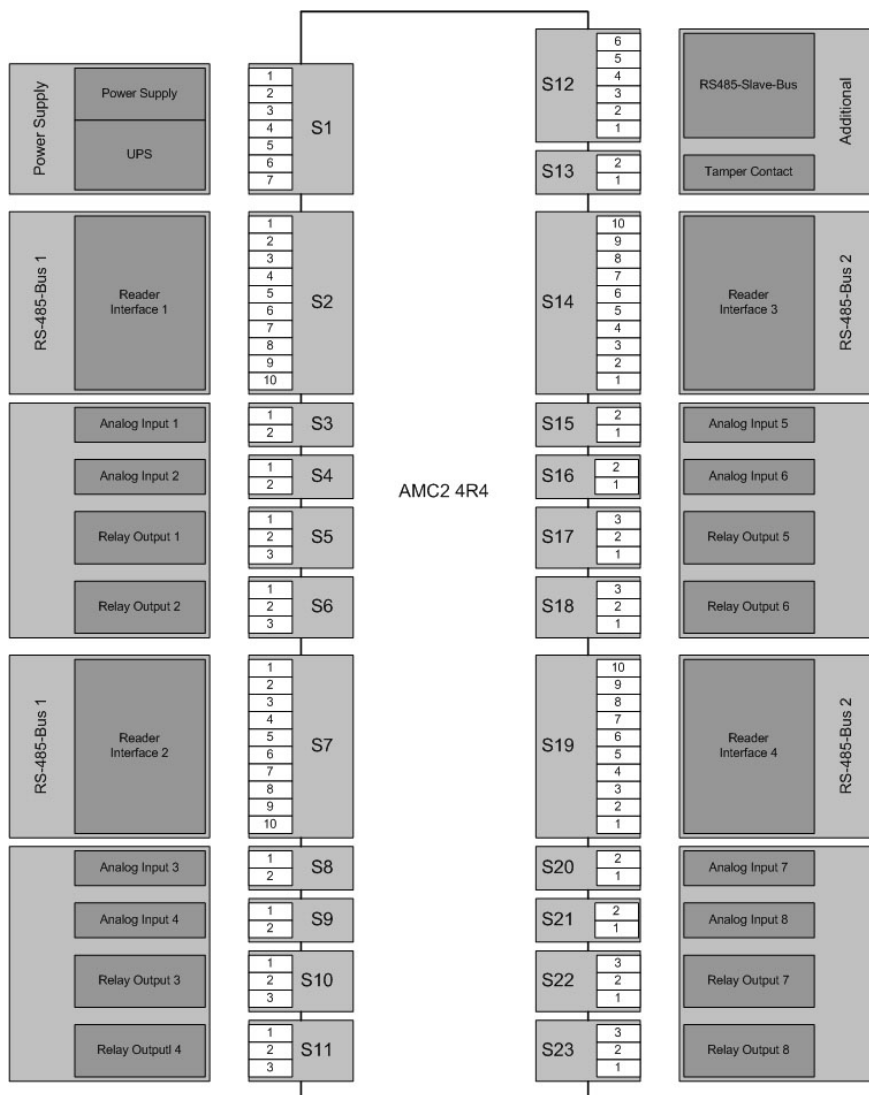 Power Supply
Power Supply
UPS
1
2
3
4
5
6
7
S1
RS-485-Bus 1
Reader
Interface 1
1
2
3
4
5
6
7
8
9
10
S2
Analog Input 1
1
2
S3
Analog Input 2
1
2
S4
Relay Output 1
1
2
3
S5
Relay Output 2
1
2
3
S6
RS-485-Bus 1
Reader
Interface 2
1
2
3
4
5
6
7
8
9
10
S7
Analog Input 3
1
2
S8
Analog Input 4
1
2
S9
Relay Output 3
1
2
3
S10
Relay Outputl 4
1
2
3
S11
AMC2 4R4
S12
6
5
4
3
2
1
RS485-Slave-Bus
Additional
S13
2
1
Tamper Contact
S14
10
9
8
7
6
5
4
3
2
1
Reader
Interface 3
RS-485-Bus 2
S15
2
1
Analog Input 5
S16
2
1
Analog Input 6
S17
3
2
1
Relay Output 5
S18
3
2
1
Relay Output 6
S19
10
9
8
7
6
5
4
3
2
1
Reader
Interface 4
RS-485-Bus 2
S20
2
1
Analog Input 7
S21
2
1
Analog Input 8
S22
3
2
1
Relay Output 7
S23
3
2
1
Relay Output 8